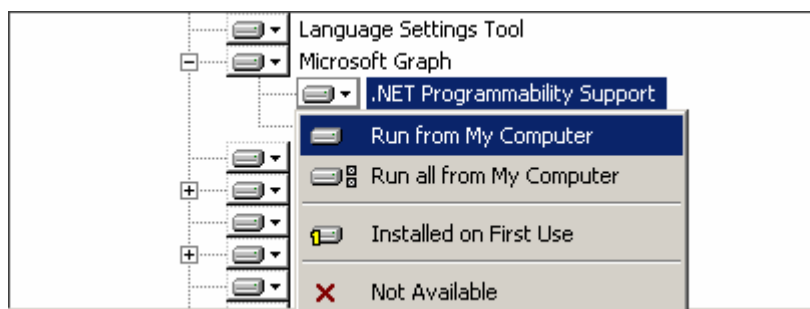 Language Settings Tool
Microsoft Graph
.NET Programmability Support
Run from My Computer
Run all from My Computer
Installed on First Use
Not Available